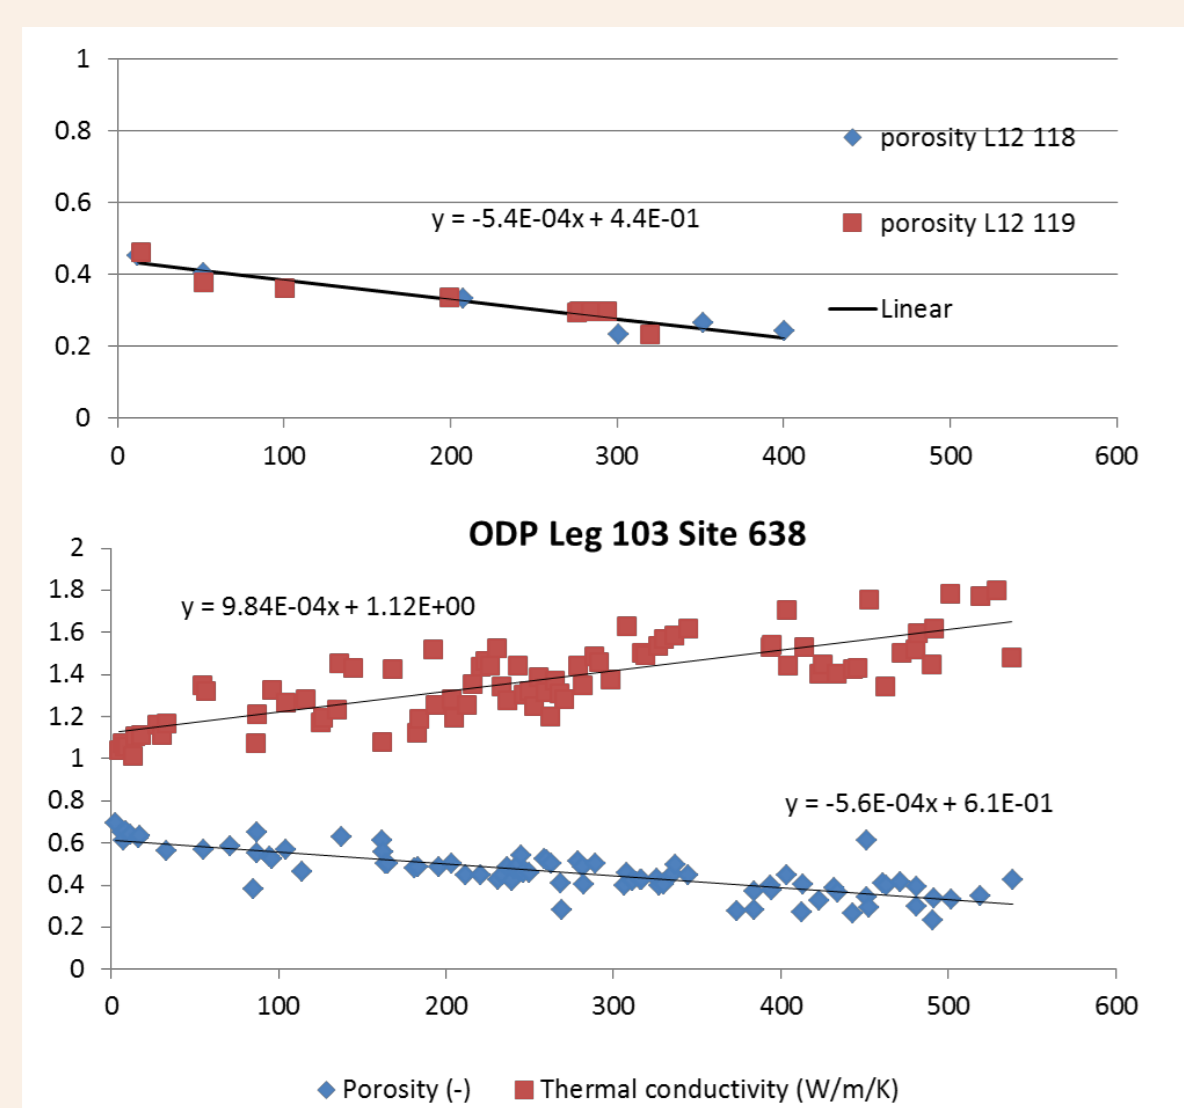 1
0.8
porosity L12 118
0.6
y = -5.4E-04x + 4.4E-01
porosity L12 119
0.4
Linear
0.2
0
0 100 200 300 400 500 600
ODP Leg 103 Site 638
2
1.8
y = 9.84E-04x + 1.12E+00
1.6
1.4
1.2
1
0.8
y = -5.6E-04x + 6.1E-01
0.6
0.4
0.2
0
0 100 200 300 400 500 600
Porosity (-) Thermal conductivity (W/m/K)